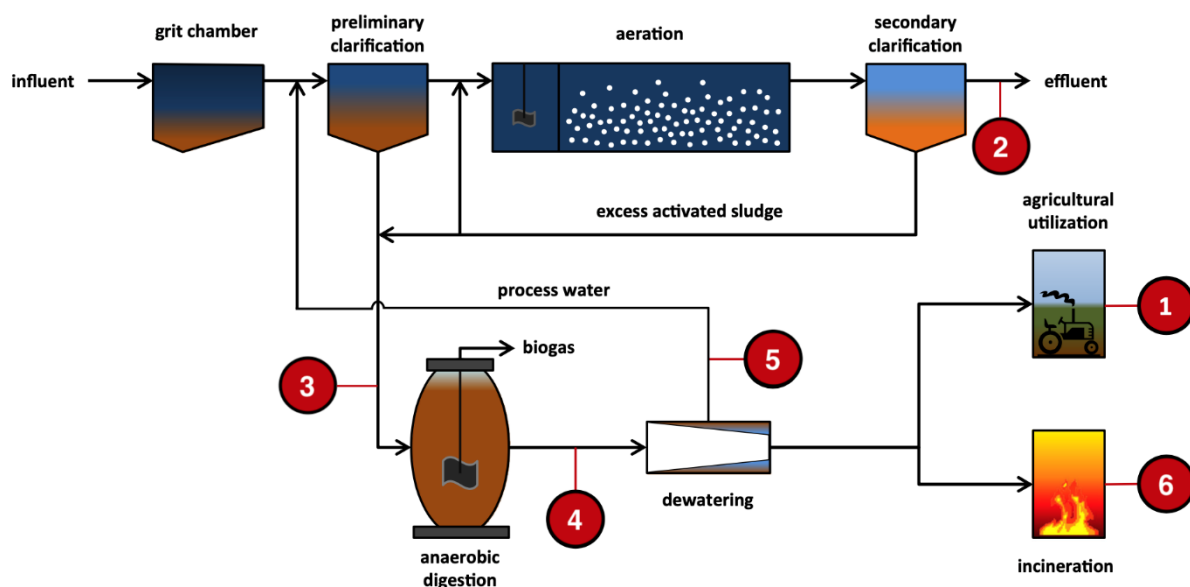 grit chamber
preliminary
clarification
aeration
secondary
clarification
influent
effluent
2
excess activated sludge
agricultural
utilization
process water
1
biogas
5
3
dewatering
4
6
anaerobic
digestion
incineration